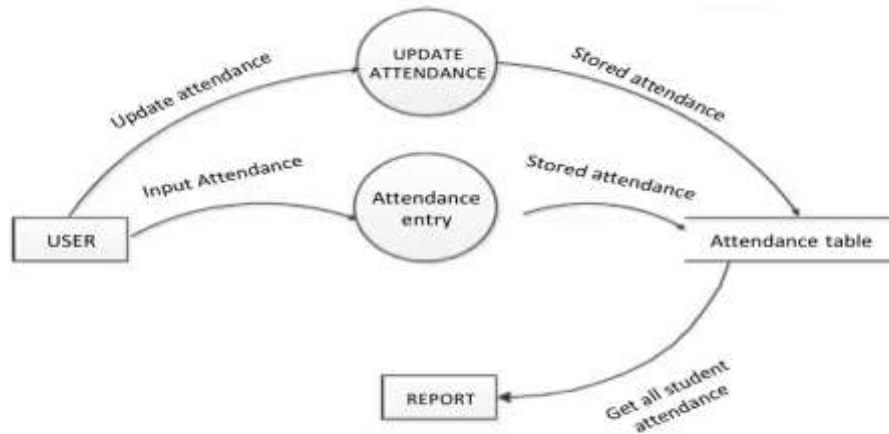 UPDATE
ATTENDANCE
Update attendance
Stored attendance
Input Attendance
Attendance
entry
Stored attendance
USER
Attendance table
REPORT
Get all student
attendance